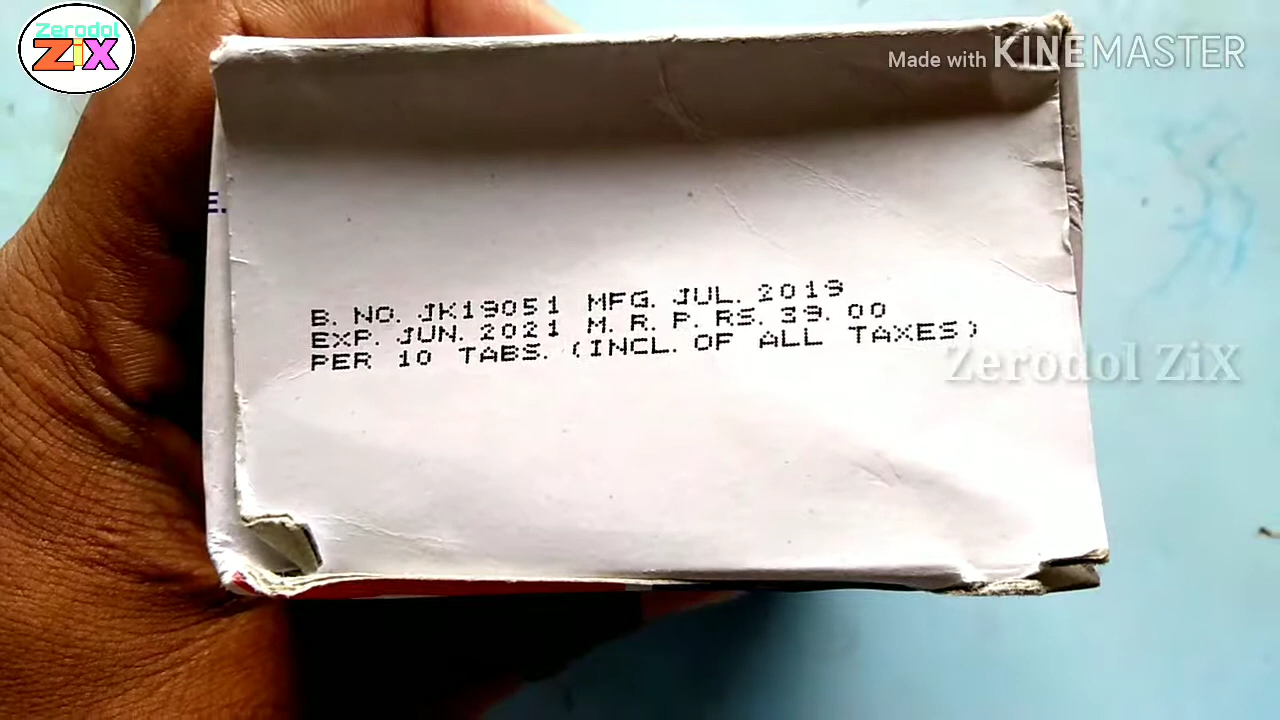 Zerodol
ZiX
Made with KINEMASTER
E.
B. NO. JK19051 MFG. JUL. 2019
EXP. JUN. 2021 M. R. P. RS. 39. 00
PER 10 TABS. (INCL. OF ALL TAXES)
Zerodol ZiX